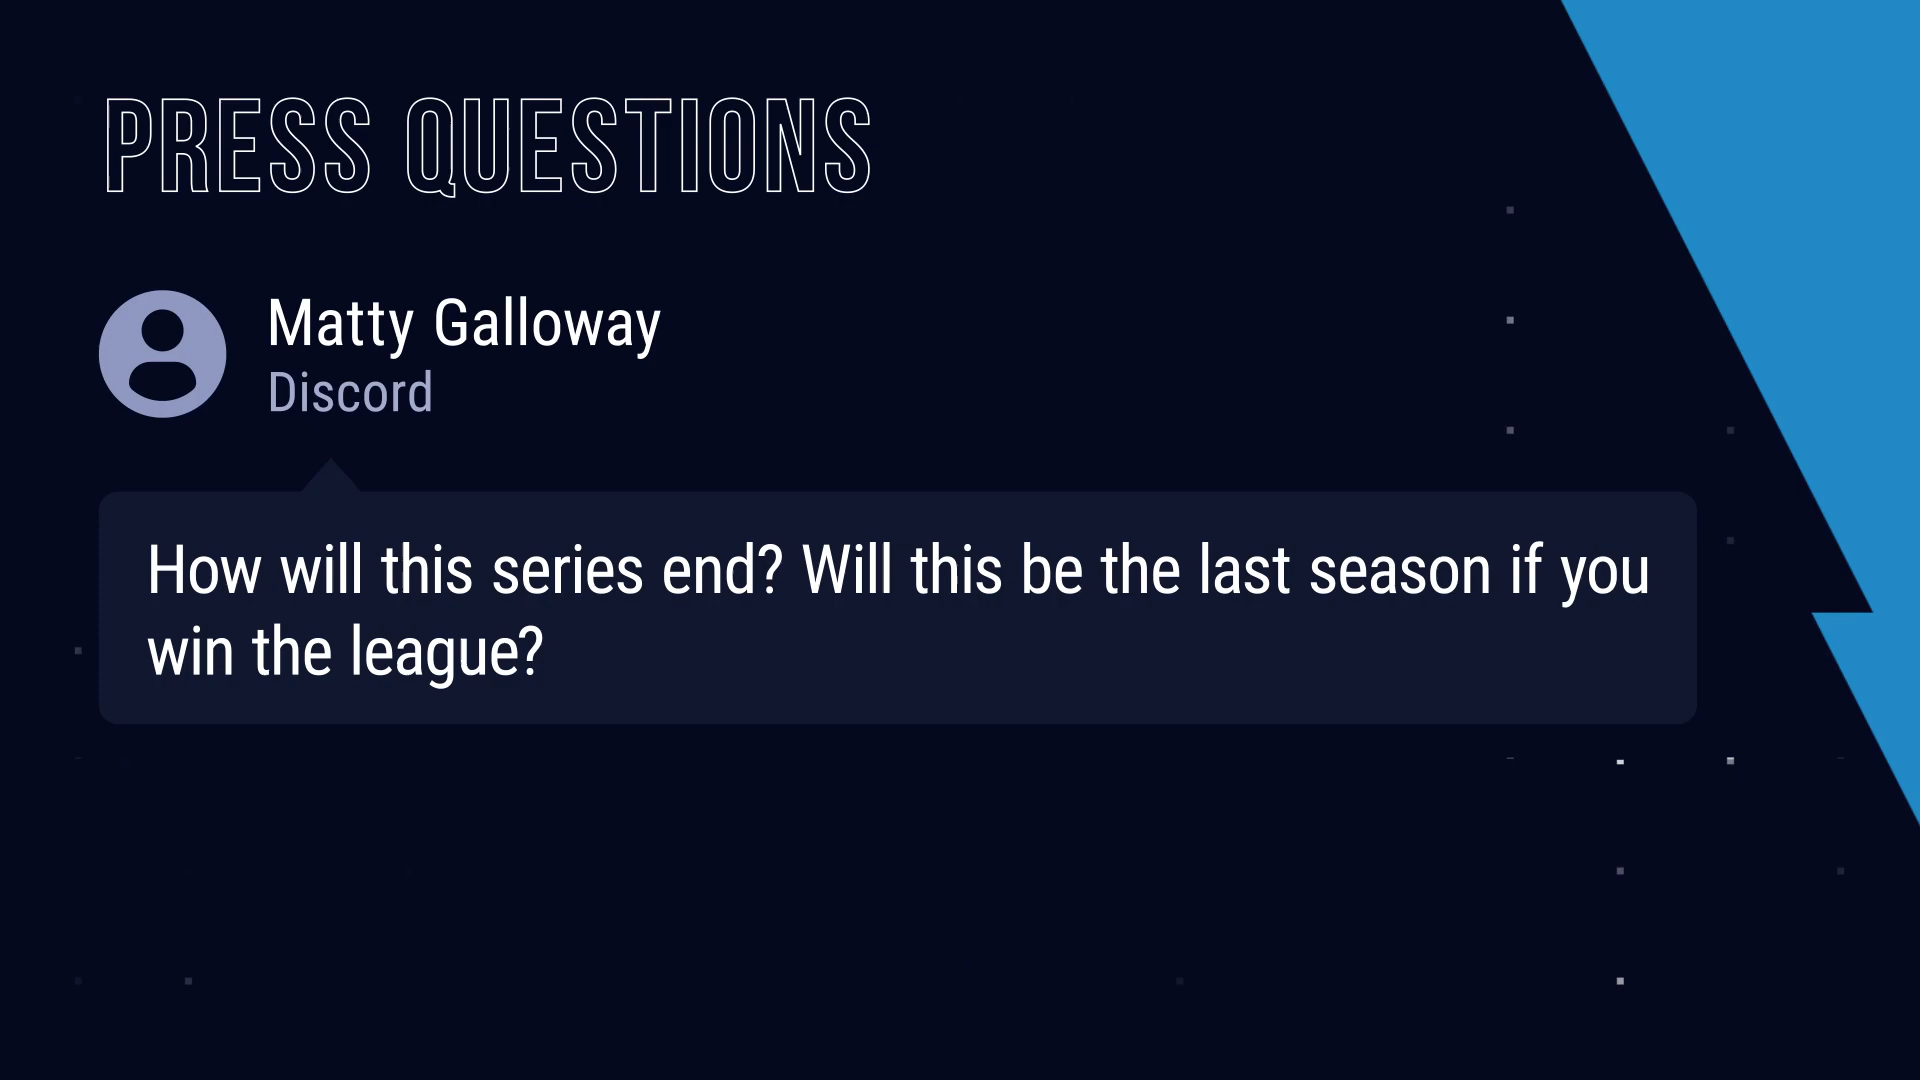 PRESS QUESTIONS
Matty Galloway
Discord
How will this series end? Will this be the last season if you
win the league?